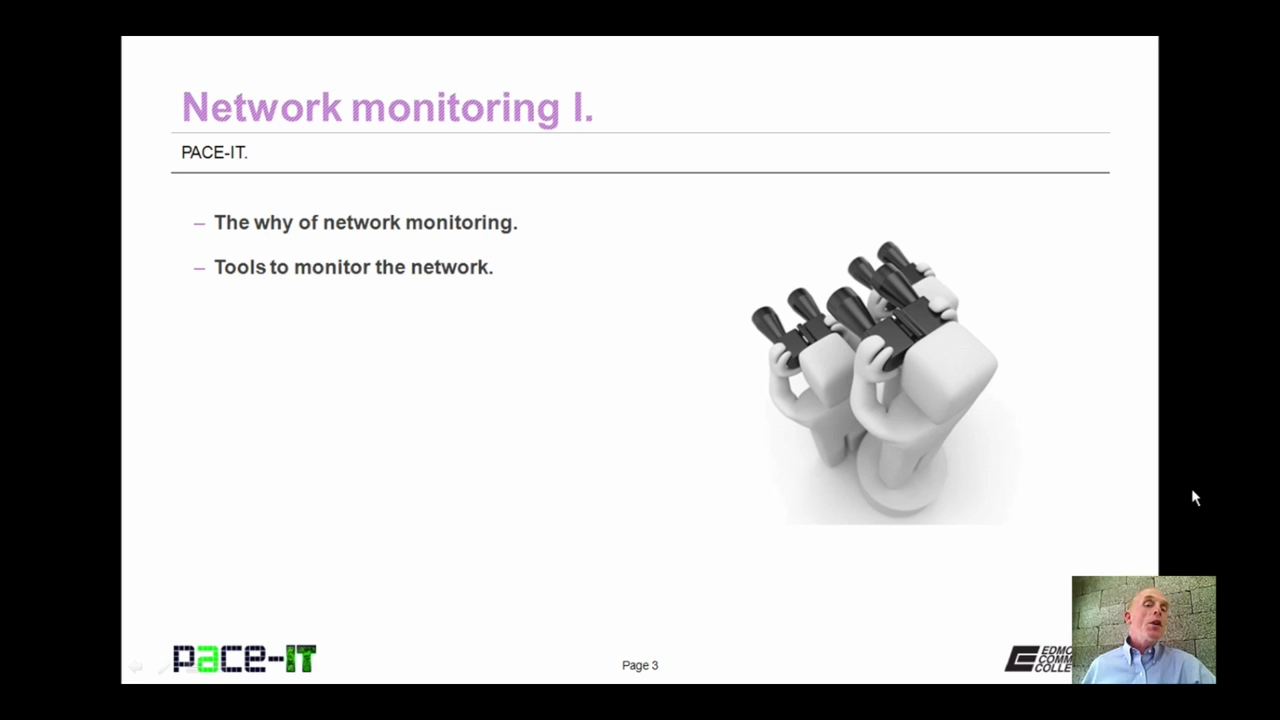 Network monitoring I.
PACE-IT.
– The why of network monitoring.
– Tools to monitor the network.
pace-IT
Page 3